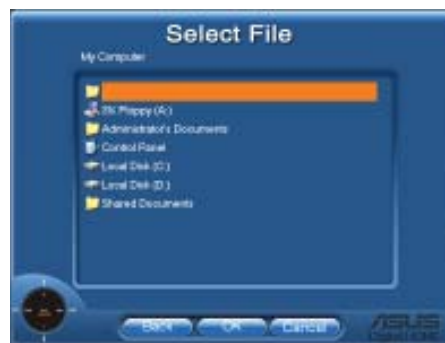 Select File
My Computer
3½ Floppy (A:)
Administrator's Documents
Control Panel
Local Disk (C:)
Local Disk (D:)
Shared Documents
Back OK Cancel
ASUS